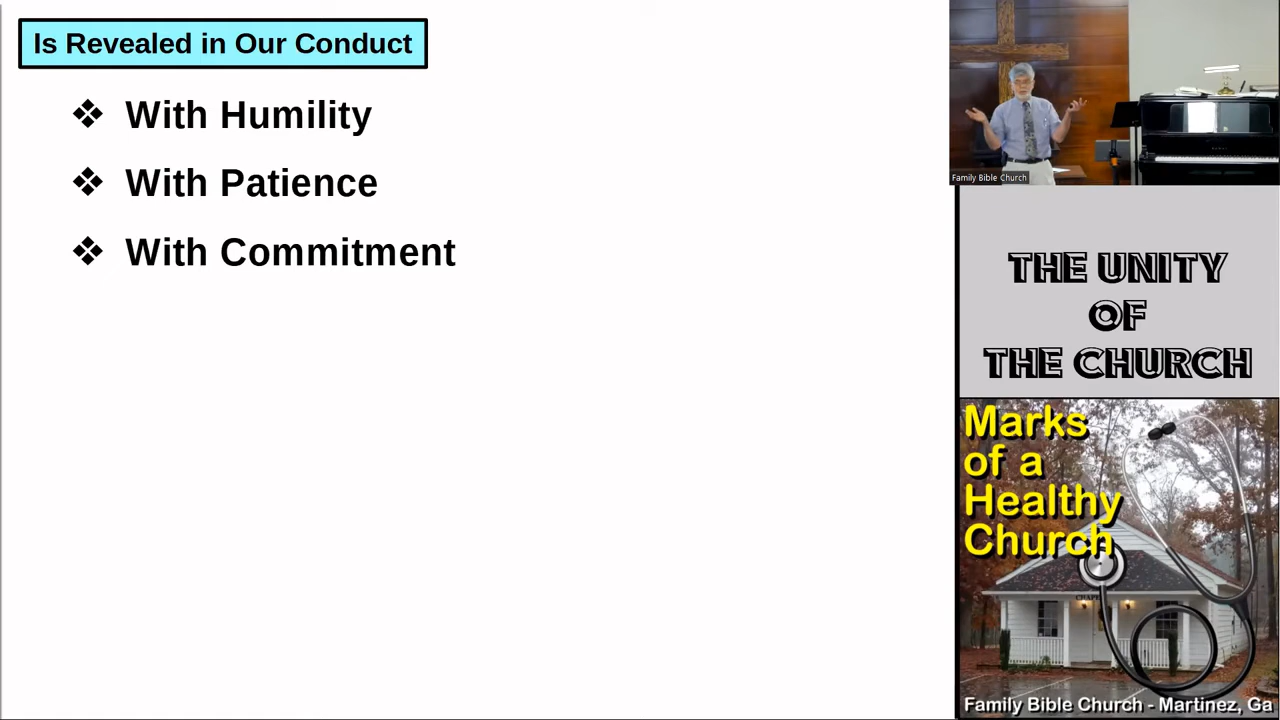 Is Revealed in Our Conduct
❖ With Humility
❖ With Patience
❖ With Commitment
Family Bible Church
THE UNITY
OF
THE CHURCH
Marks
of a
Healthy
Church
Family Bible Church - Martinez, Ga